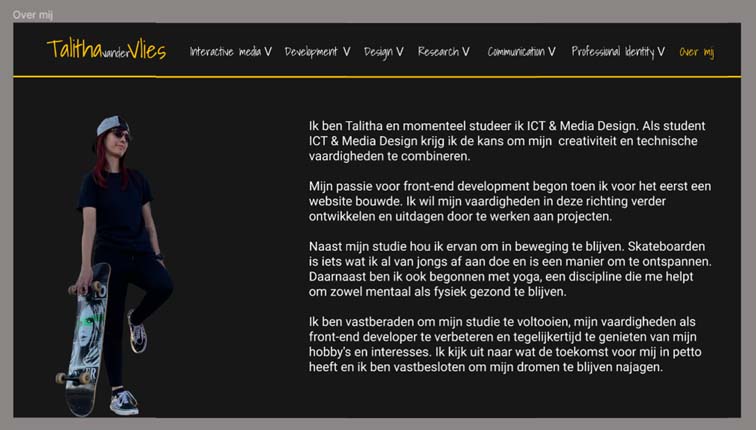 Over mij
TalithavanderVlies
Interactive media V Development V Design V Research V Communication V Professional Identity V Over mij
Ik ben Talitha en momenteel studeer ik ICT & Media Design. Als student
ICT & Media Design krijg ik de kans om mijn creativiteit en technische
vaardigheden te combineren.
Mijn passie voor front-end development begon toen ik voor het eerst een
website bouwde. Ik wil mijn vaardigheden in deze richting verder
ontwikkelen en uitdagen door te werken aan projecten.
Naast mijn studie hou ik ervan om in beweging te blijven. Skateboarden
is iets wat ik al van jongs af aan doe en is een manier om te ontspannen.
Daarnaast ben ik ook begonnen met yoga, een discipline die me helpt
om zowel mentaal als fysiek gezond te blijven.
Ik ben vastberaden om mijn studie te voltooien, mijn vaardigheden als
front-end developer te verbeteren en tegelijkertijd te genieten van mijn
hobby's en interesses. Ik kijk uit naar wat de toekomst voor mij in petto
heeft en ik ben vastbesloten om mijn dromen te blijven najagen.